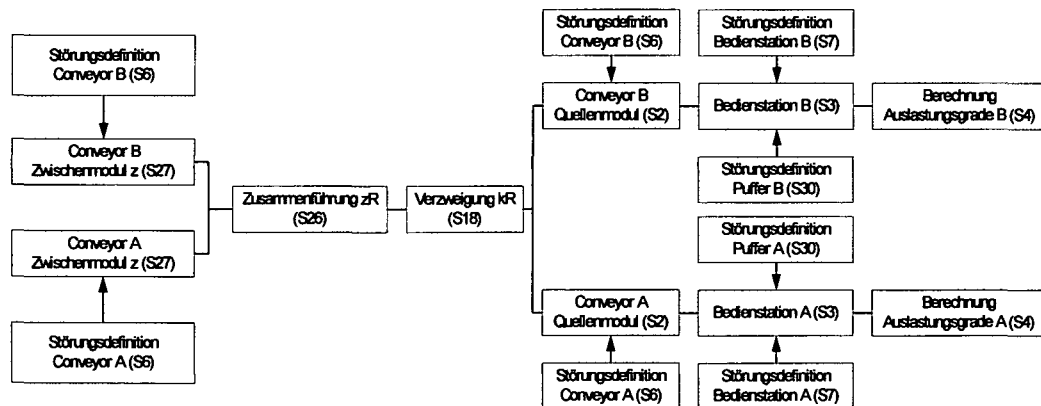 Störungsdefinition
Conveyor B (S6)
Conveyor B
Zwischenmodul z (S27)
Conveyor A
Zwischenmodul z (S27)
Störungsdefinition
Conveyor A (S6)
Zusammenführung zR
(S26)
Verzweigung kR
(S18)
Störungsdefinition
Conveyor B (S6)
Störungsdefinition
Bedienstation B (S7)
Conveyor B
Quellenmodul (S2)
Bedienstation B (S3)
Berechnung
Auslastungsgrade B (S4)
Störungsdefinition
Puffer B (S30)
Störungsdefinition
Puffer A (S30)
Conveyor A
Quellenmodul (S2)
Bedienstation A (S3)
Berechnung
Auslastungsgrade A (S4)
Störungsdefinition
Conveyor A (S6)
Störungsdefinition
Bedienstation A (S7)